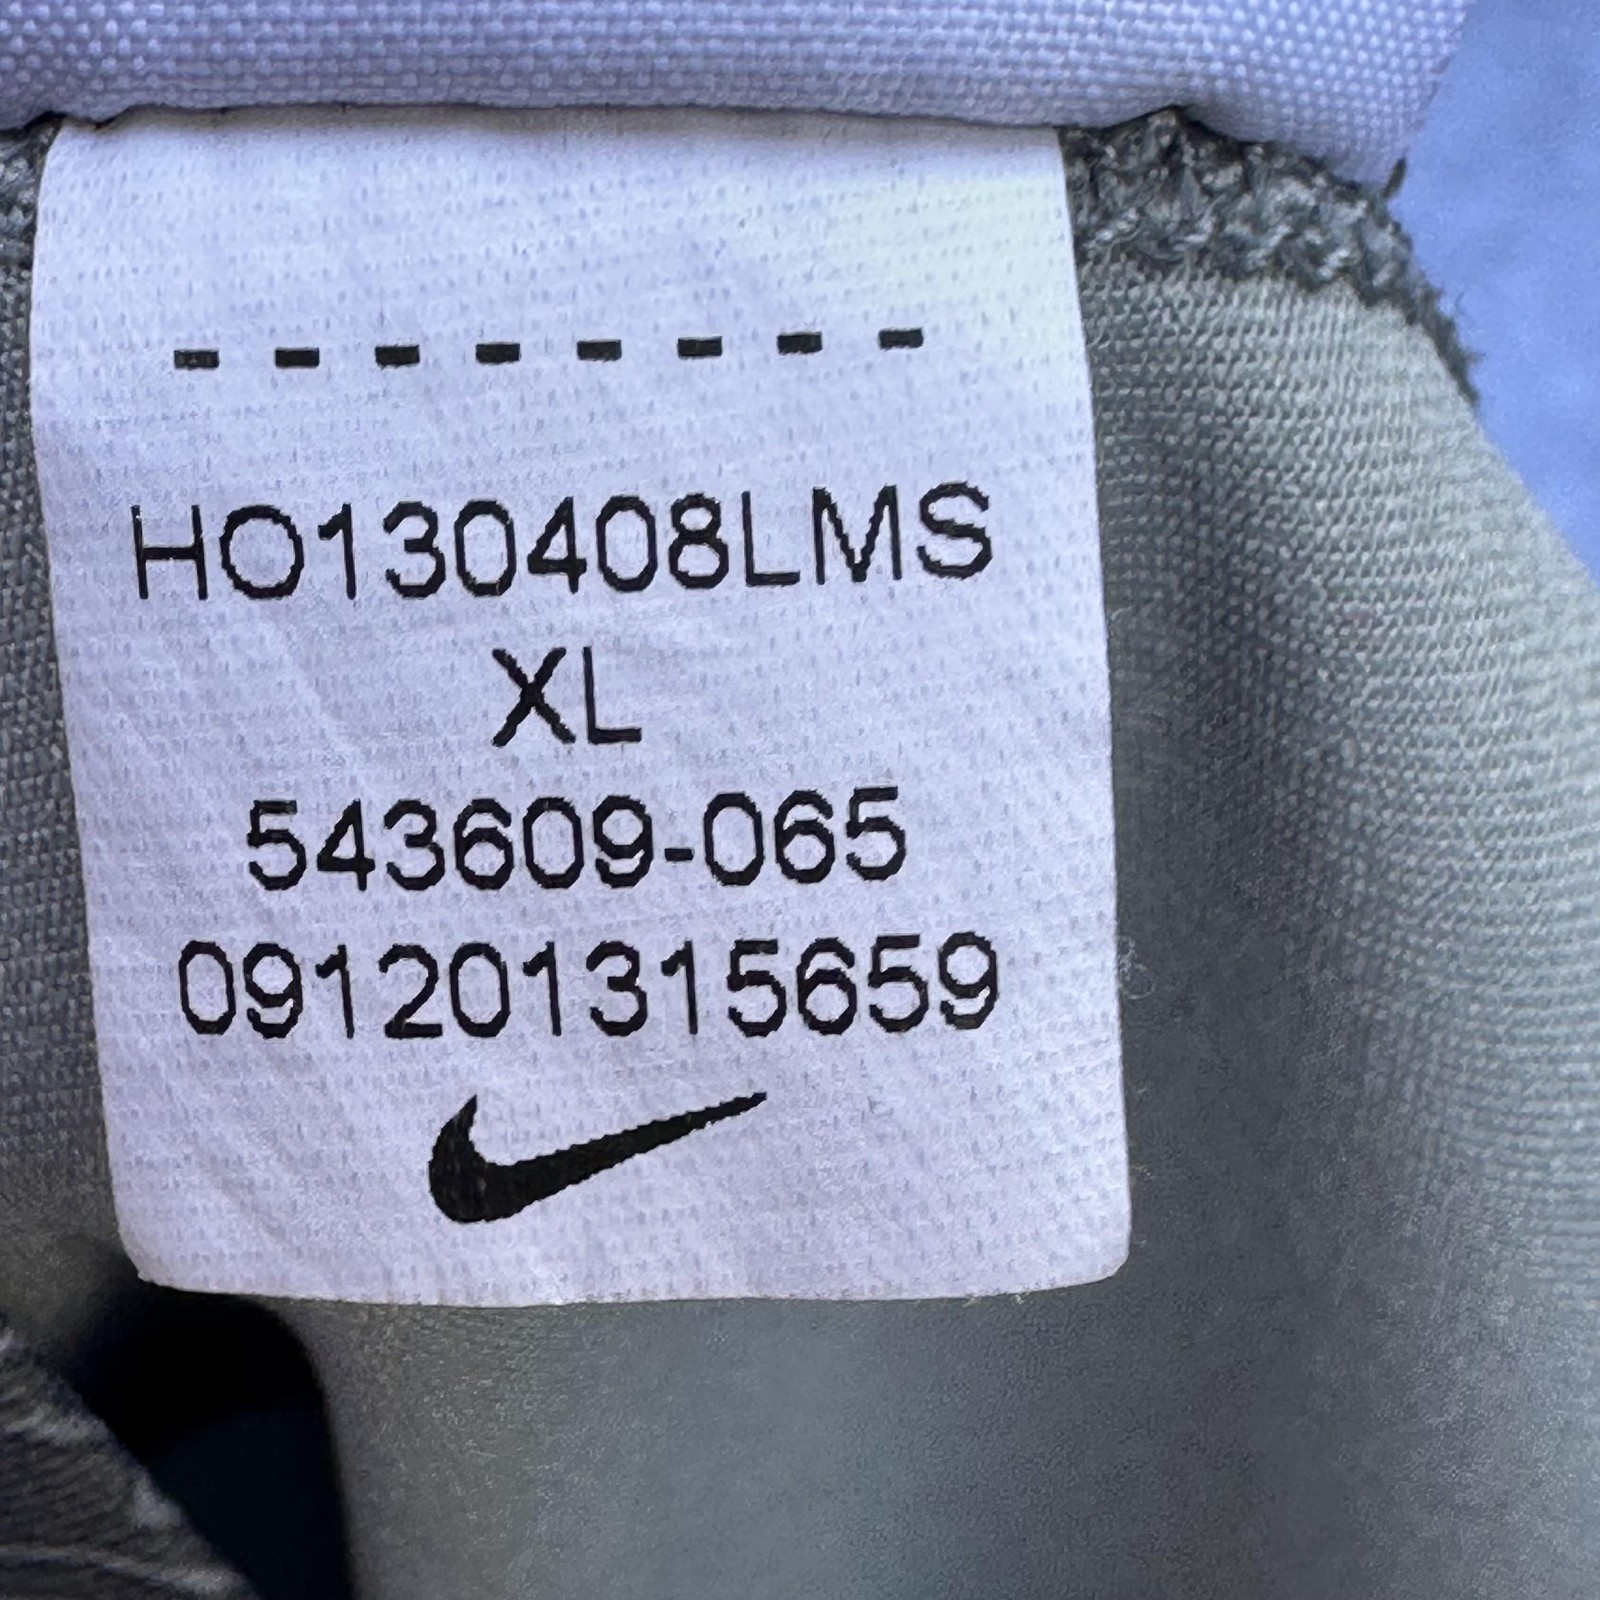 - - - - - - - -
HO130408LMS
XL
543609-065
091201315659